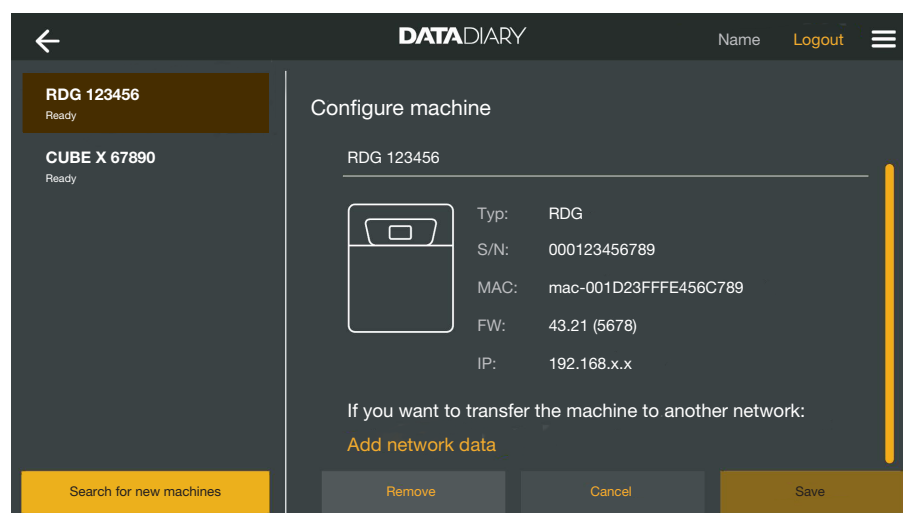 DATADIARY
Name
Logout
RDG 123456
Ready
CUBE X 67890
Ready
Search for new machines
Configure machine
RDG 123456
Typ: RDG
S/N: 000123456789
MAC: mac-001D23FFFE456C789
FW: 43.21 (5678)
IP: 192.168.x.x
If you want to transfer the machine to another network:
Add network data
Remove
Cancel
Save